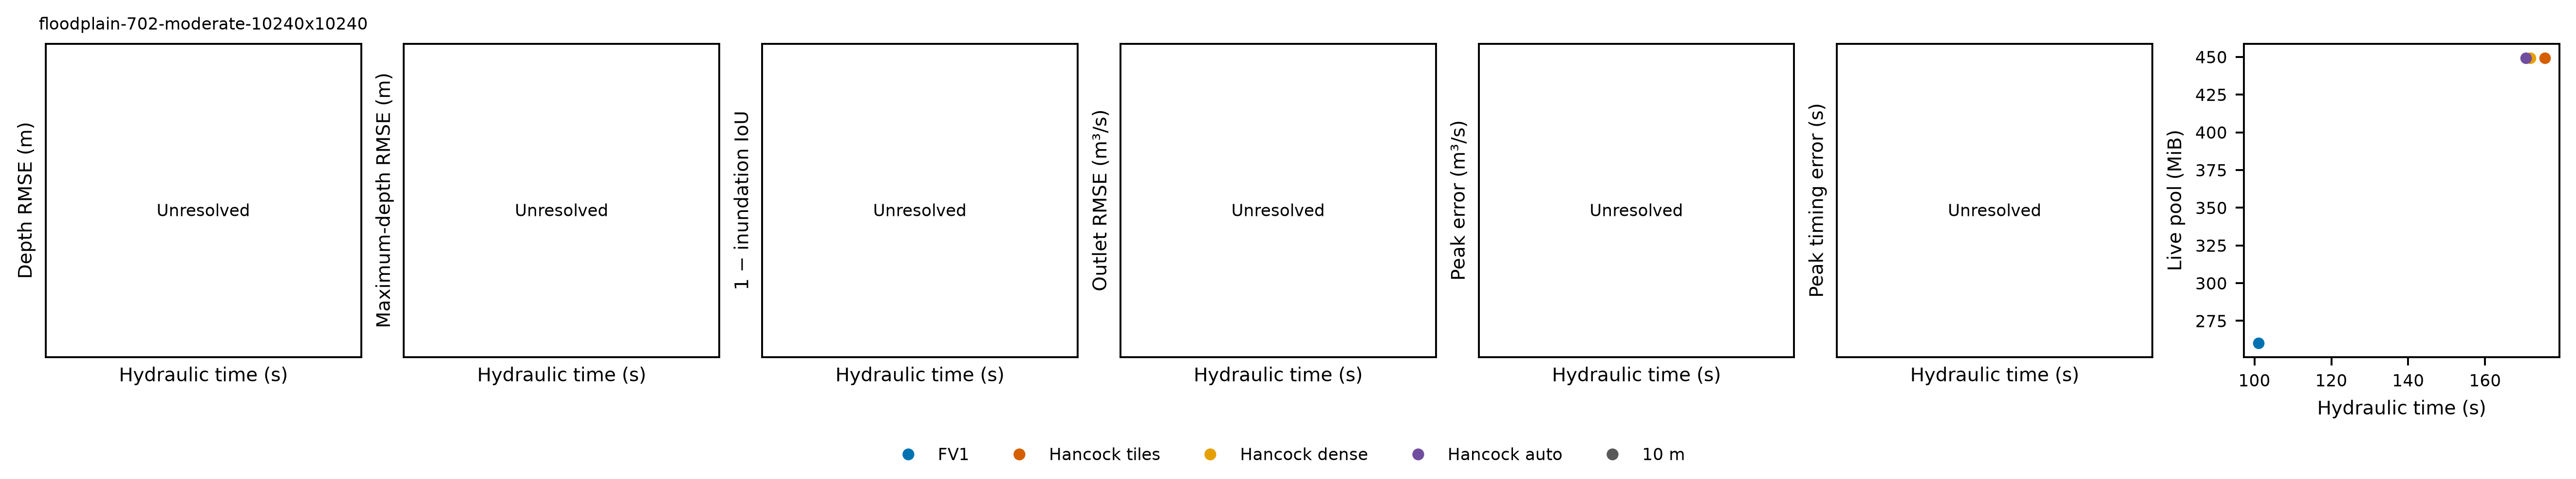 floodplain-702-moderate-10240x10240
Depth RMSE (m)
Unresolved
Hydraulic time (s)
Maximum-depth RMSE (m)
Unresolved
Hydraulic time (s)
1 − inundation IoU
Unresolved
Hydraulic time (s)
Outlet RMSE (m³/s)
Unresolved
Hydraulic time (s)
Peak error (m³/s)
Unresolved
Hydraulic time (s)
Peak timing error (s)
Unresolved
Hydraulic time (s)
Live pool (MiB)
450
425
400
375
350
325
300
275
100 120 140 160
Hydraulic time (s)
FV1 Hancock tiles Hancock dense Hancock auto 10 m